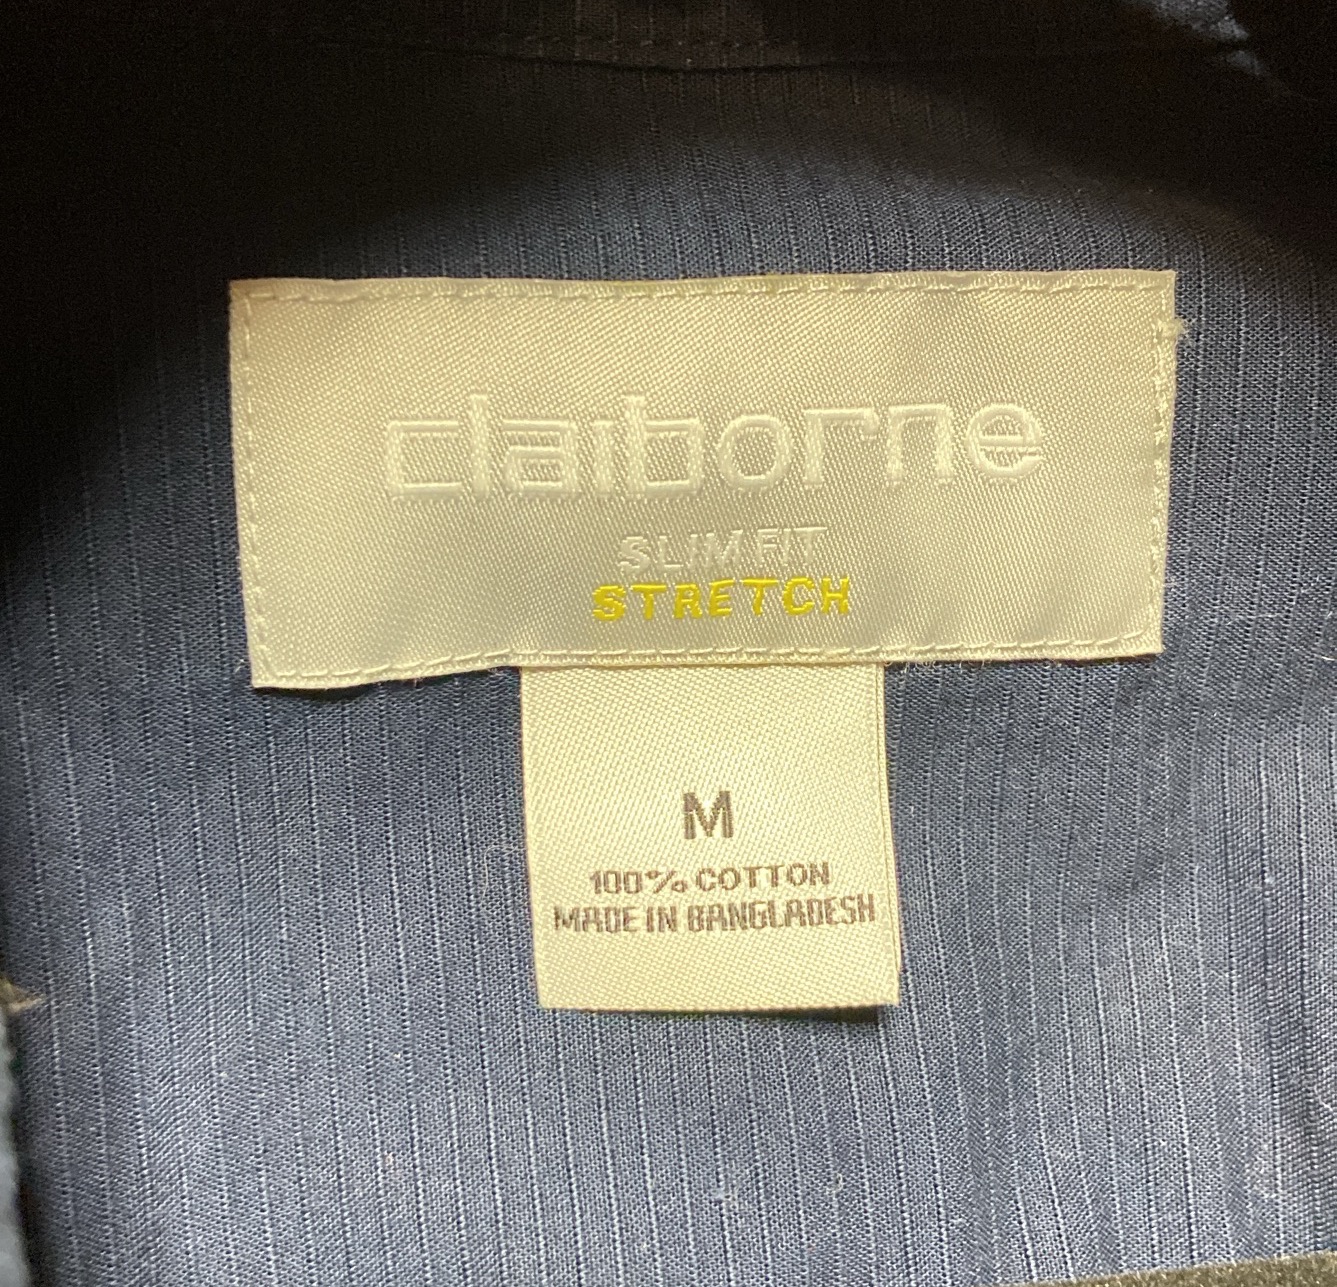 claiborne
SLIM FIT
STRETCH
M
100% COTTON
MADE IN BANGLADESH